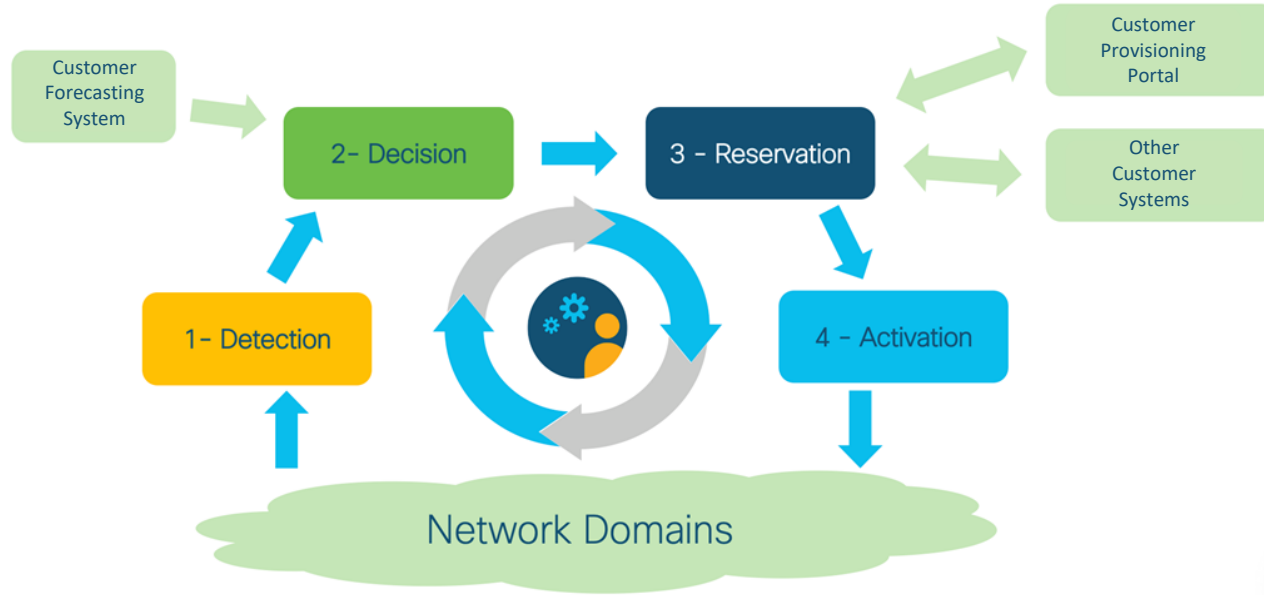 Customer
Forecasting
System
2- Decision
3 - Reservation
Customer
Provisioning
Portal
Other
Customer
Systems
1- Detection
4 - Activation
Network Domains